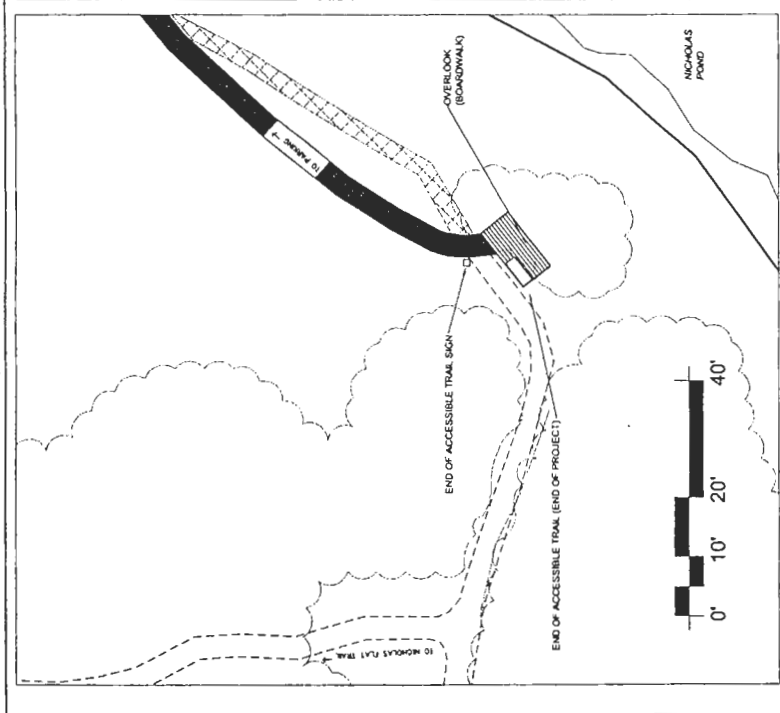 NICHOLAS
POND
OVERLOOK
(BOARDWALK)
TO PARKING
END OF ACCESSIBLE TRAIL SIGN
END OF ACCESSIBLE TRAIL (END OF PROJECT)
TO NICHOLAS FLAT TRAIL
0' 10' 20' 40'